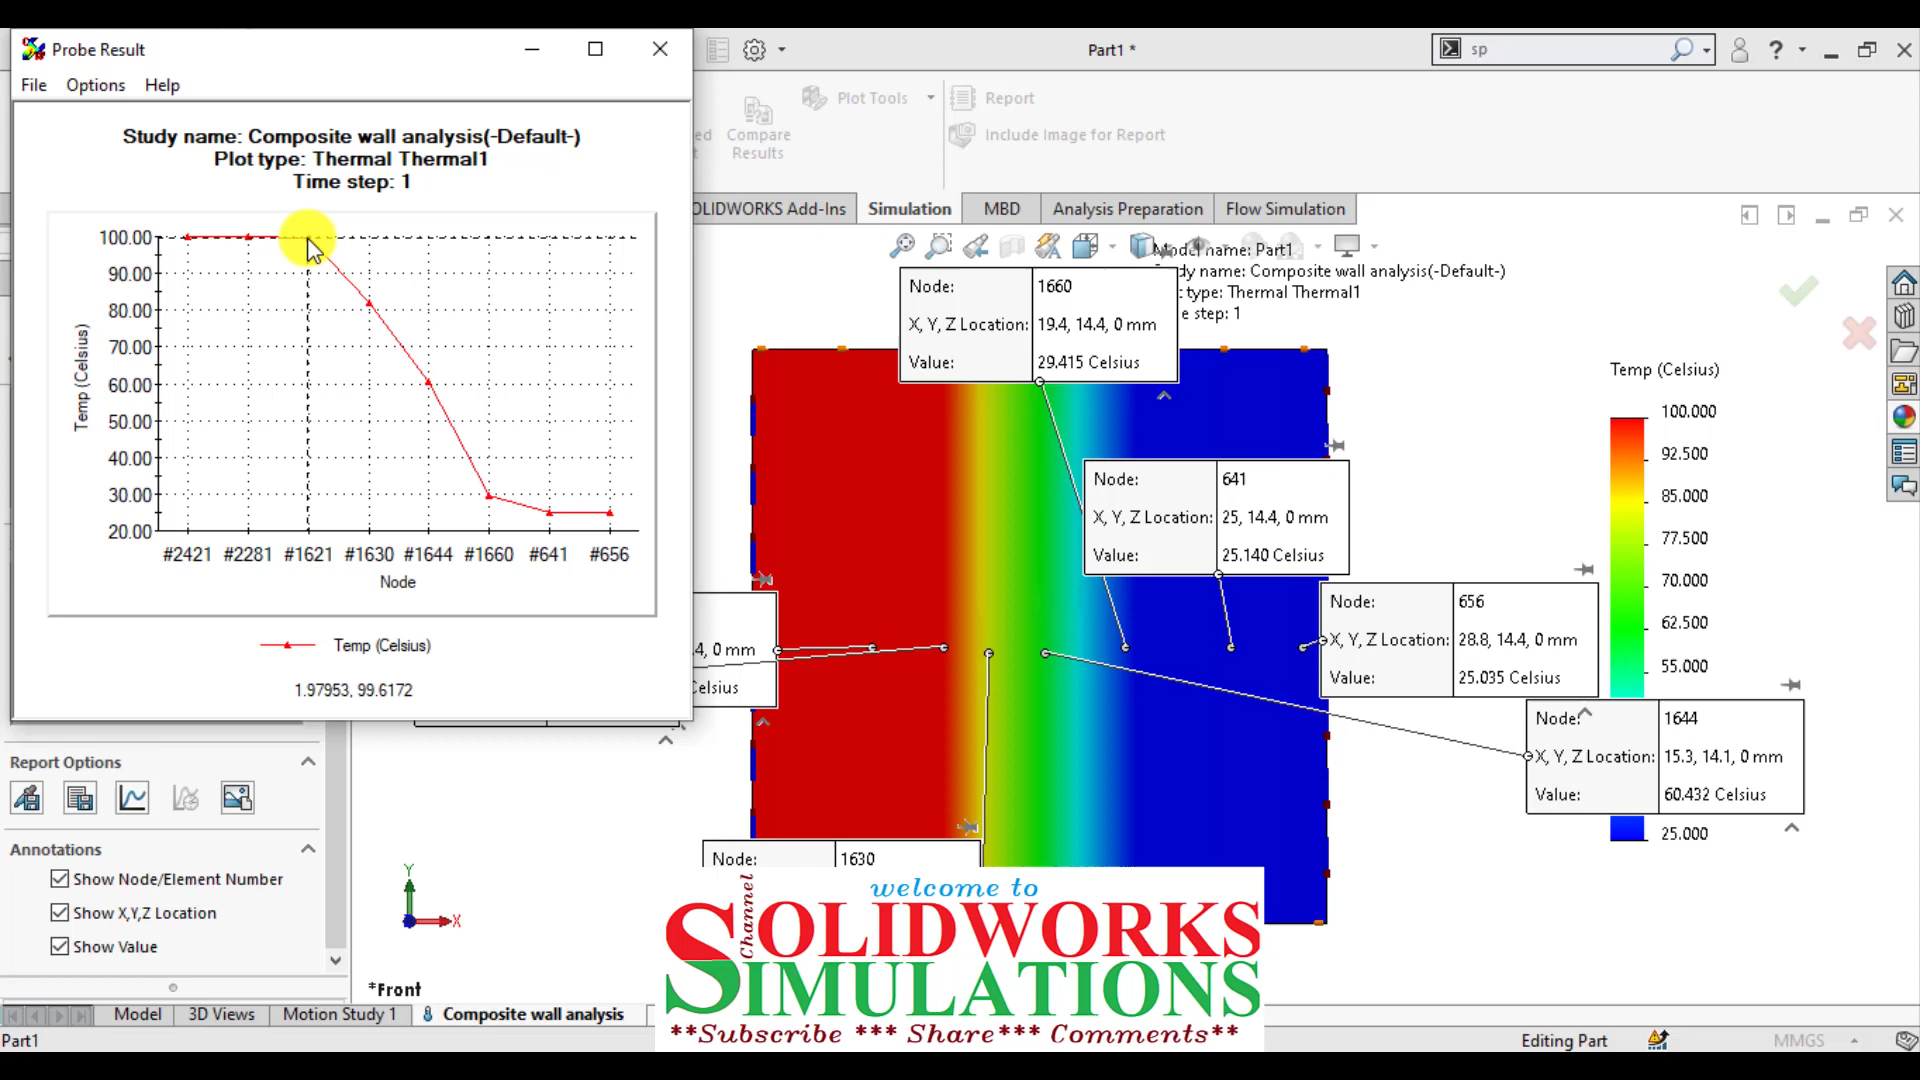 Probe Result
File Options Help
Study name: Composite wall analysis(-Default-)
Plot type: Thermal Thermal1
Time step: 1
100.00
90.00
80.00
70.00
60.00
50.00
40.00
30.00
20.00
Temp (Celsius)
#2421 #2281 #1621 #1630 #1644 #1660 #641 #656
Node
Temp (Celsius)
1.97953, 99.6172
Part1 *
sp
?
Plot Tools
Report
Compare
Results
Include Image for Report
OLIDWORKS Add-Ins Simulation MBD Analysis Preparation Flow Simulation
Model name: Part1
Study name: Composite wall analysis(-Default-)
t type: Thermal Thermal1
e step: 1
Node: 1660
X, Y, Z Location: 19.4, 14.4, 0 mm
Value: 29.415 Celsius
Node: 641
X, Y, Z Location: 25, 14.4, 0 mm
Value: 25.140 Celsius
Node: 656
X, Y, Z Location: 28.8, 14.4, 0 mm
Value: 25.035 Celsius
Node: 1644
X, Y, Z Location: 15.3, 14.1, 0 mm
Value: 60.432 Celsius
.4, 0 mm
Celsius
Node: 1630
Temp (Celsius)
100.000
92.500
85.000
77.500
70.000
62.500
55.000
25.000
Report Options
Annotations
Show Node/Element Number
Show X,Y,Z Location
Show Value
Y
X
*Front
welcome to
Channel
SOLIDWORKS
SIMULATIONS
**Subscribe *** Share*** Comments**
Model 3D Views Motion Study 1 Composite wall analysis
Part1
Editing Part
MMGS